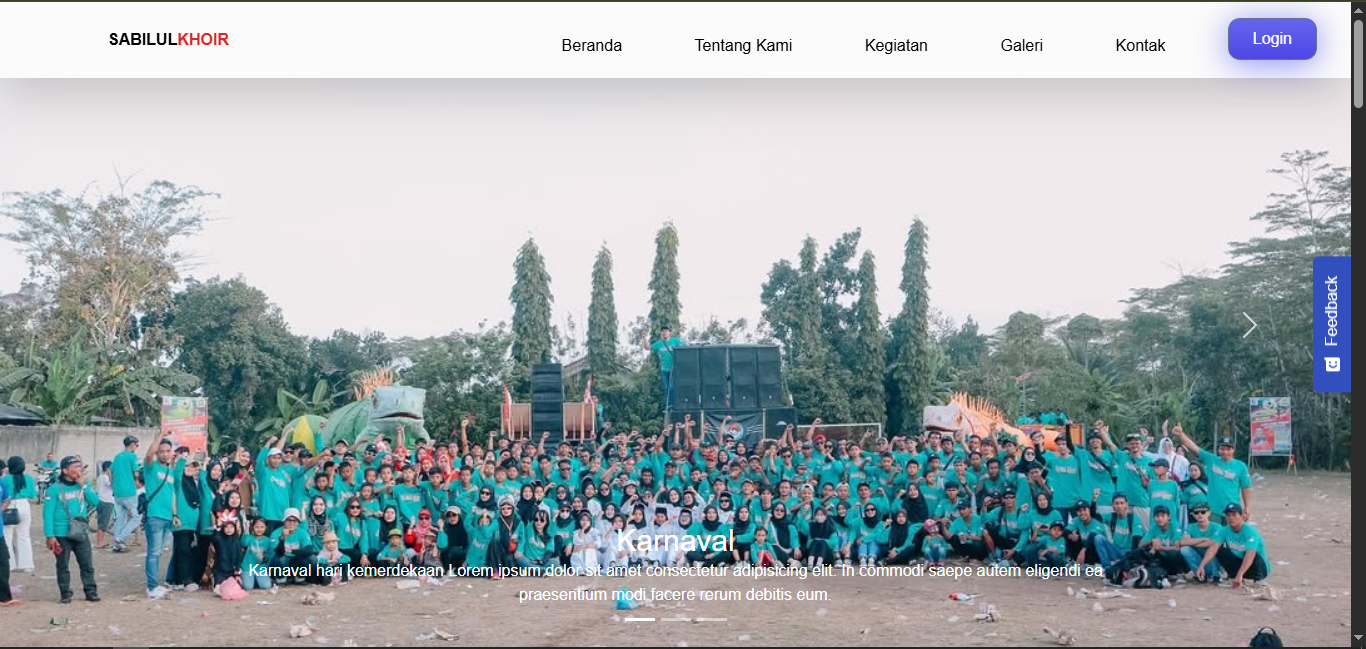 SABILULKHOIR
Beranda
Tentang Kami
Kegiatan
Galeri
Kontak
Login
Feedback
Karnaval
Karnaval hari kemerdekaan Lorem ipsum dolor sit amet consectetur adipisicing elit. In commodi saepe autem eligendi ea
praesentium modi facere rerum debitis eum.